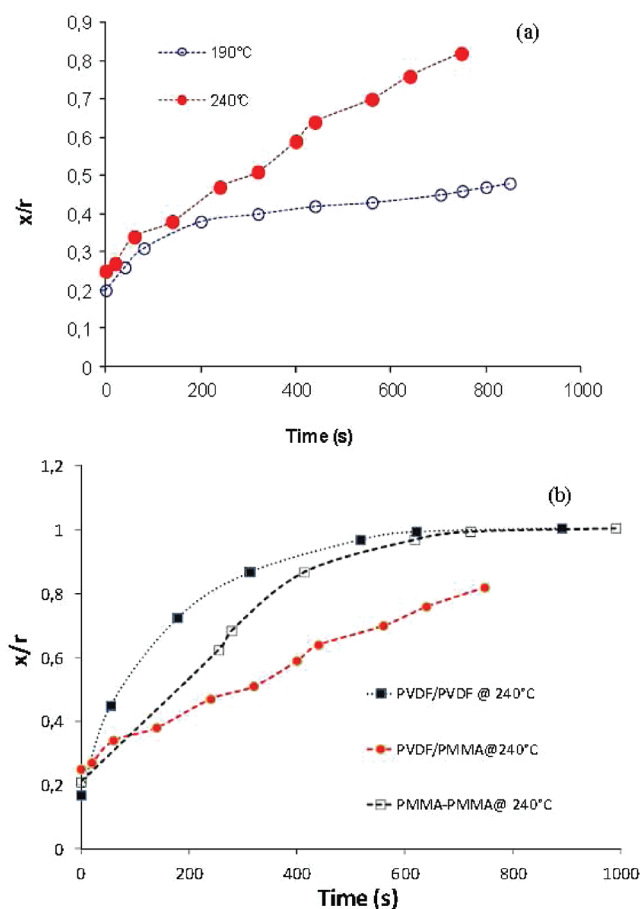 0,9
(a)
190°C
0,8
240°C
0,7
0,6
0,5
x/r
0,4
0,3
0,2
0,1
0
0 200 400 600 800 1000
Time (s)
1,2
(b)
1
0,8
x/r
0,6
PVDF/PVDF @ 240°C
0,4
PVDF/PMMA@240°C
0,2
PMMA-PMMA@ 240°C
0
0 200 400 600 800 1000
Time (s)